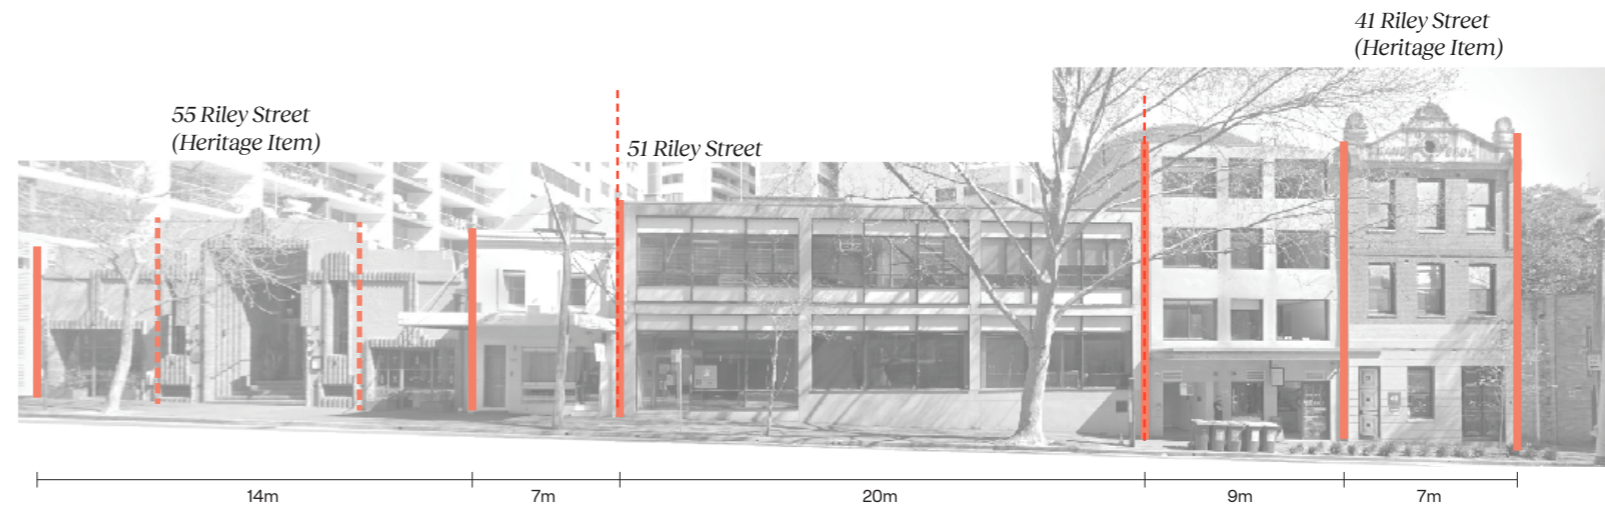 41 Riley Street
(Heritage Item)
55 Riley Street
(Heritage Item)
51 Riley Street
14m
7m
20m
9m
7m